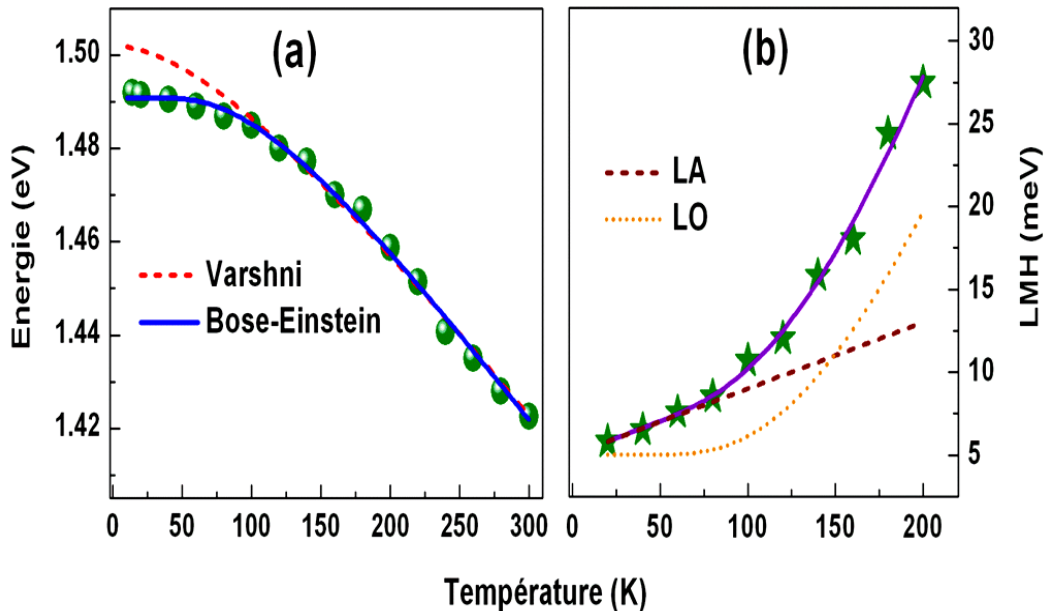 (a)
Energie (eV)
1.50
1.48
1.46
1.44
1.42
Varshni
Bose-Einstein
0 50 100 150 200 250 300
(b)
LA
LO
LMH (meV)
30
25
20
15
10
5
0 50 100 150 200
Température (K)